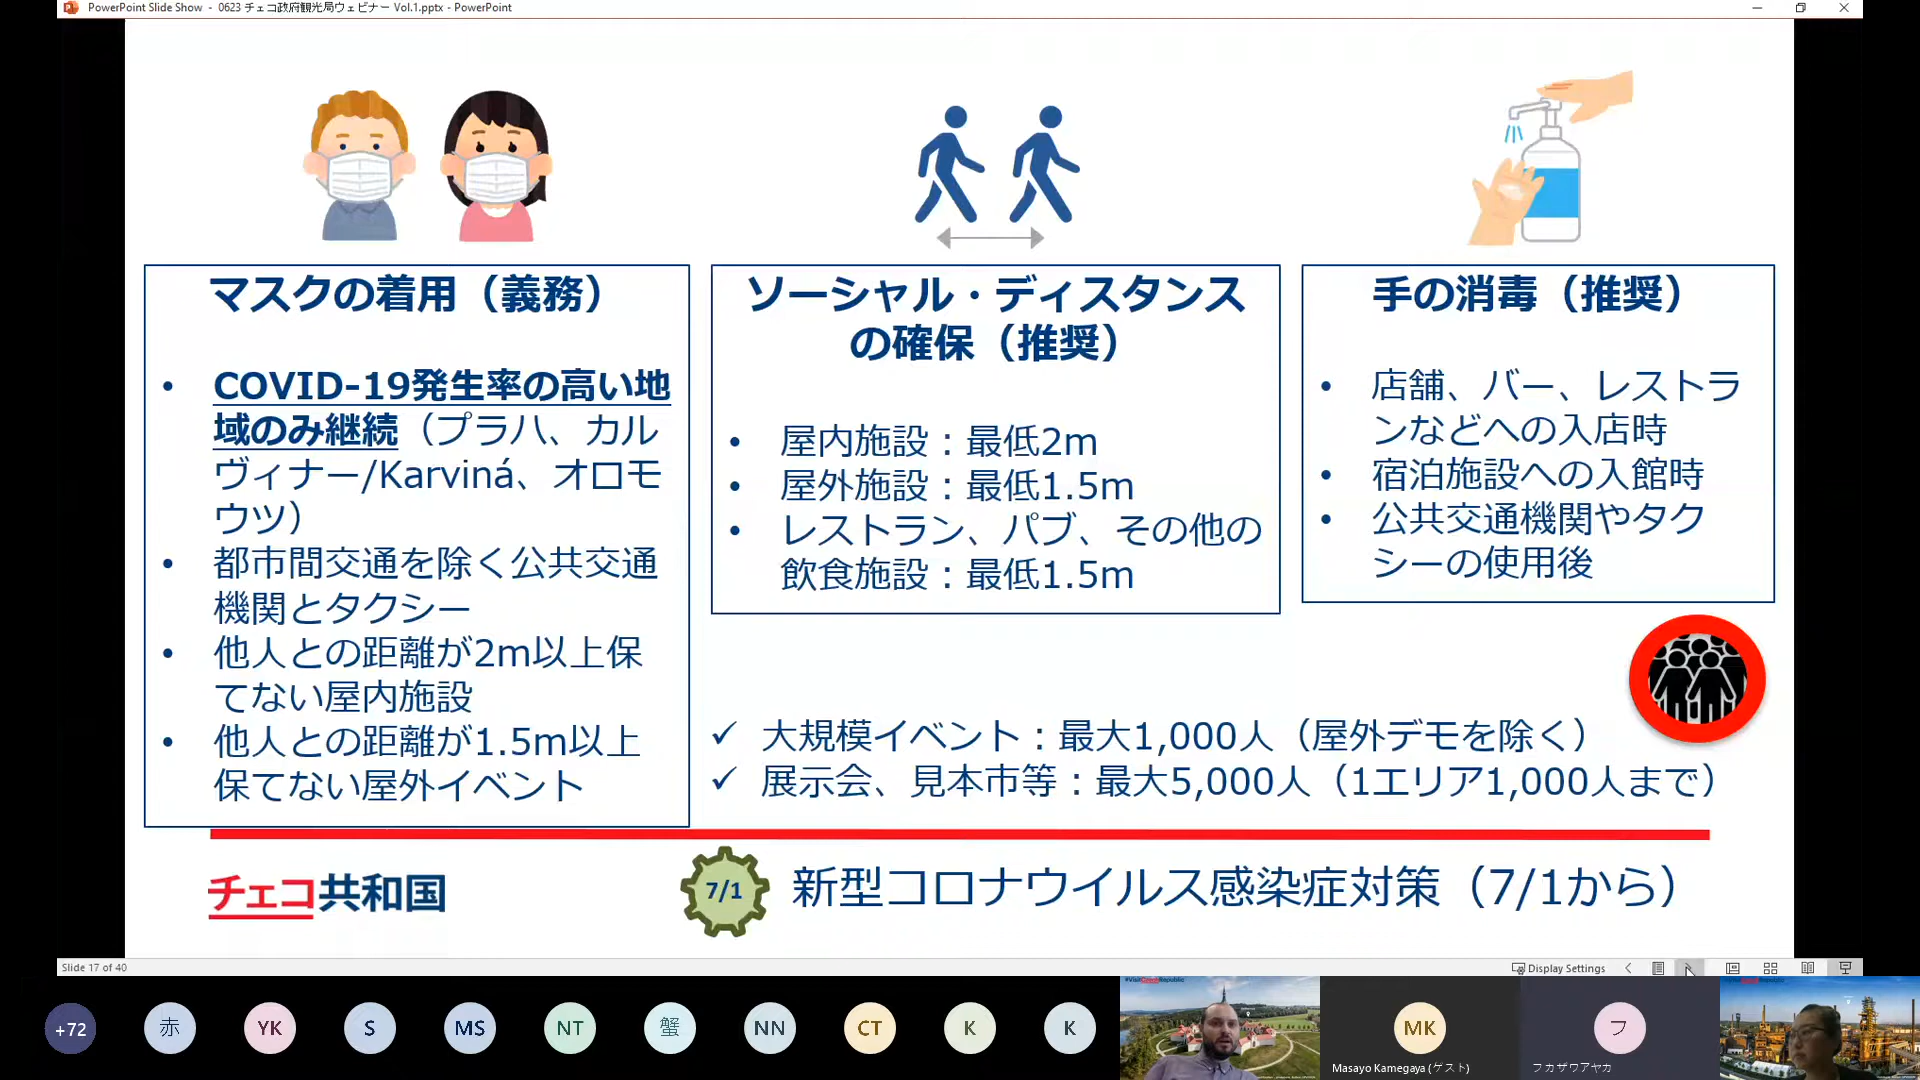 PowerPoint Slide Show - 0623 チェコ政府観光局ウェビナー Vol.1.pptx - PowerPoint
マスクの着用（義務）
• COVID-19発生率の高い地
域のみ継続（プラハ、カル
ヴィナー/Karviná、オロモ
ウツ）
• 都市間交通を除く公共交通
機関とタクシー
• 他人との距離が2m以上保
てない屋内施設
• 他人との距離が1.5m以上
保てない屋外イベント
ソーシャル・ディスタンス
の確保（推奨）
• 屋内施設：最低2m
• 屋外施設：最低1.5m
• レストラン、パブ、その他の
飲食施設：最低1.5m
手の消毒（推奨）
• 店舗、バー、レストラ
ンなどへの入店時
• 宿泊施設への入館時
• 公共交通機関やタク
シーの使用後
✓ 大規模イベント：最大1,000人（屋外デモを除く）
✓ 展示会、見本市等：最大5,000人（1エリア1,000人まで）
チェコ共和国
7/1
新型コロナウイルス感染症対策（7/1から）
Slide 17 of 40
Display Settings
+72
赤
YK
S
MS
NT
蟹
NN
CT
K
K
MK
Masayo Kamegaya (ゲスト)
フ
フカザワアヤカ